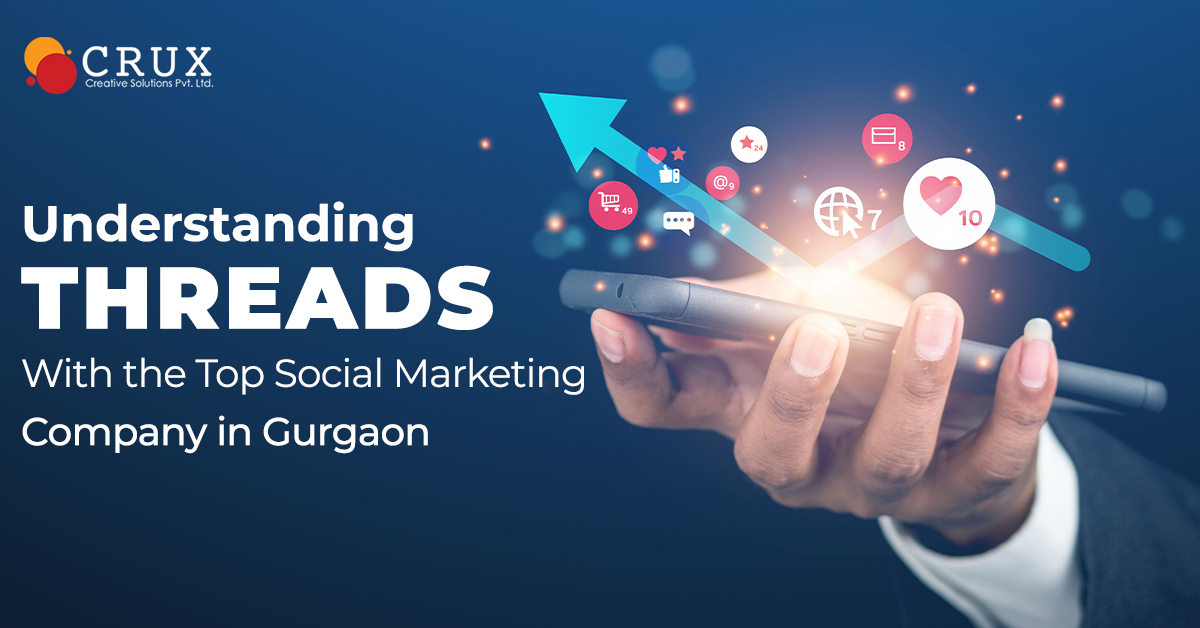 CRUX
Creative Solutions Pvt. Ltd.
24
8
@9
49
7
10
Understanding
THREADS
With the Top Social Marketing
Company in Gurgaon